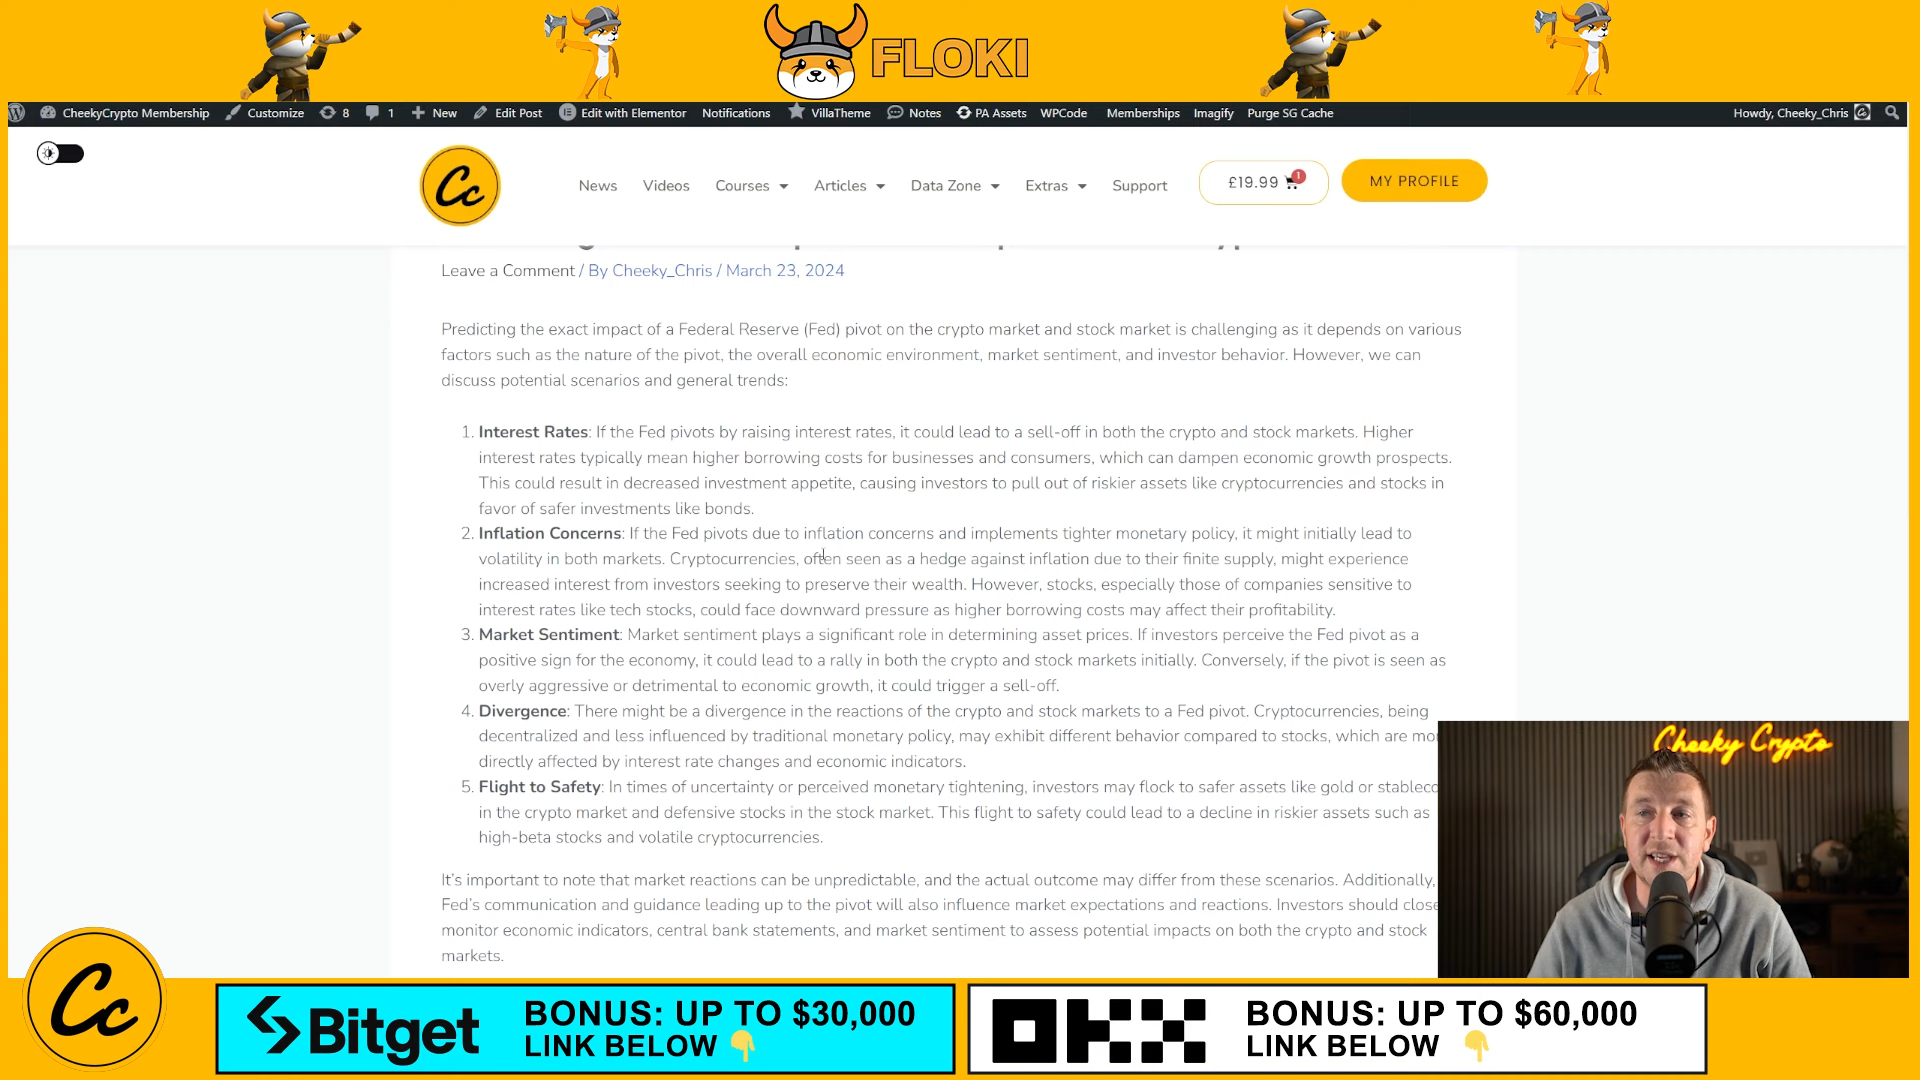 FLOKI
CheekyCrypto Membership Customize 8 1 New Edit Post Edit with Elementor Notifications VillaTheme Notes PA Assets WPCode Memberships Imagify Purge SG Cache Howdy, Cheeky_Chris
Cc News Videos Courses Articles Data Zone Extras Support £19.99 1 MY PROFILE
Leave a Comment / By Cheeky_Chris / March 23, 2024
Predicting the exact impact of a Federal Reserve (Fed) pivot on the crypto market and stock market is challenging as it depends on various
factors such as the nature of the pivot, the overall economic environment, market sentiment, and investor behavior. However, we can
discuss potential scenarios and general trends:
1. Interest Rates: If the Fed pivots by raising interest rates, it could lead to a sell-off in both the crypto and stock markets. Higher
interest rates typically mean higher borrowing costs for businesses and consumers, which can dampen economic growth prospects.
This could result in decreased investment appetite, causing investors to pull out of riskier assets like cryptocurrencies and stocks in
favor of safer investments like bonds.
2. Inflation Concerns: If the Fed pivots due to inflation concerns and implements tighter monetary policy, it might initially lead to
volatility in both markets. Cryptocurrencies, often seen as a hedge against inflation due to their finite supply, might experience
increased interest from investors seeking to preserve their wealth. However, stocks, especially those of companies sensitive to
interest rates like tech stocks, could face downward pressure as higher borrowing costs may affect their profitability.
3. Market Sentiment: Market sentiment plays a significant role in determining asset prices. If investors perceive the Fed pivot as a
positive sign for the economy, it could lead to a rally in both the crypto and stock markets initially. Conversely, if the pivot is seen as
overly aggressive or detrimental to economic growth, it could trigger a sell-off.
4. Divergence: There might be a divergence in the reactions of the crypto and stock markets to a Fed pivot. Cryptocurrencies, being
decentralized and less influenced by traditional monetary policy, may exhibit different behavior compared to stocks, which are mo
directly affected by interest rate changes and economic indicators.
5. Flight to Safety: In times of uncertainty or perceived monetary tightening, investors may flock to safer assets like gold or stableco
in the crypto market and defensive stocks in the stock market. This flight to safety could lead to a decline in riskier assets such as
high-beta stocks and volatile cryptocurrencies.
It's important to note that market reactions can be unpredictable, and the actual outcome may differ from these scenarios. Additionally,
Fed's communication and guidance leading up to the pivot will also influence market expectations and reactions. Investors should close
monitor economic indicators, central bank statements, and market sentiment to assess potential impacts on both the crypto and stock
markets.
Cheeky Crypto
Cc
Bitget
BONUS: UP TO $30,000
LINK BELOW
OKX
BONUS: UP TO $60,000
LINK BELOW